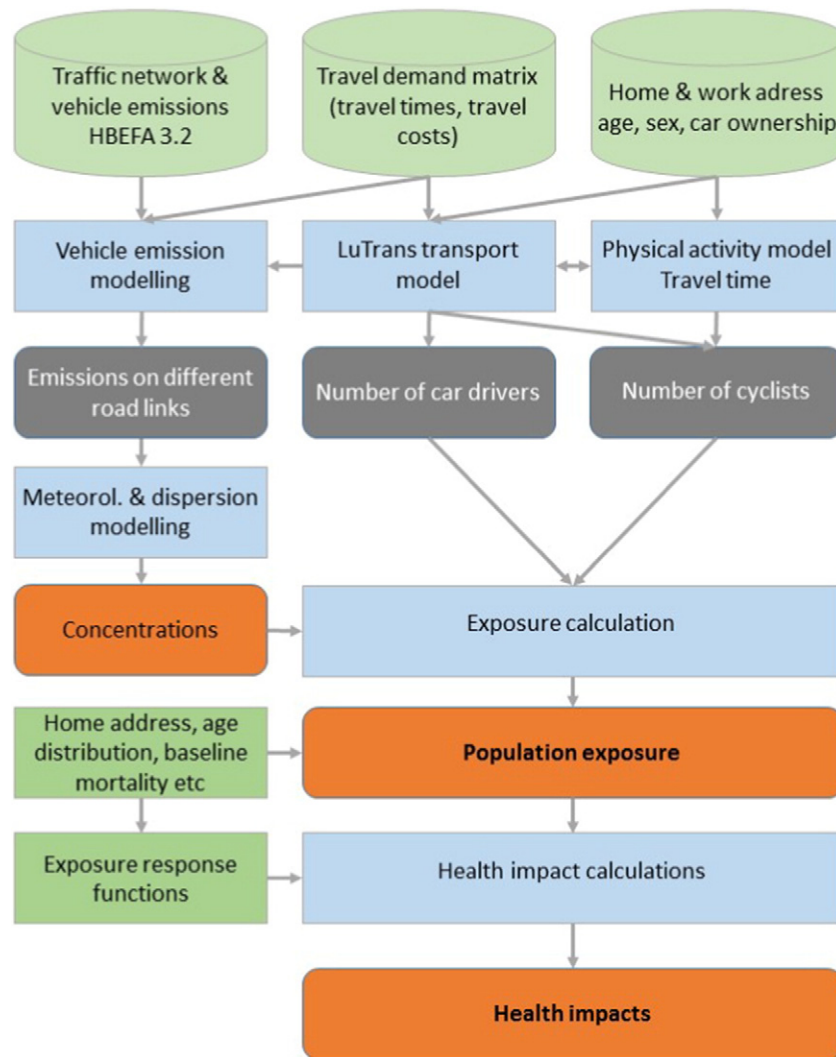 Traffic network &
vehicle emissions
HBEFA 3.2
Travel demand matrix
(travel times, travel
costs)
Home & work adress
age, sex, car ownership
Vehicle emission
modelling
LuTrans transport
model
Physical activity model
Travel time
Emissions on different
road links
Number of car drivers
Number of cyclists
Meteorol. & dispersion
modelling
Concentrations
Exposure calculation
Home address, age
distribution, baseline
mortality etc
Population exposure
Exposure response
functions
Health impact calculations
Health impacts